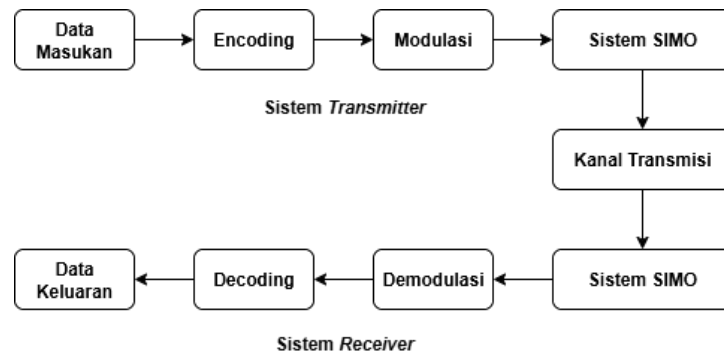 Data
Masukan
Encoding
Modulasi
Sistem SIMO
Sistem Transmitter
Kanal Transmisi
Data
Keluaran
Decoding
Demodulasi
Sistem SIMO
Sistem Receiver